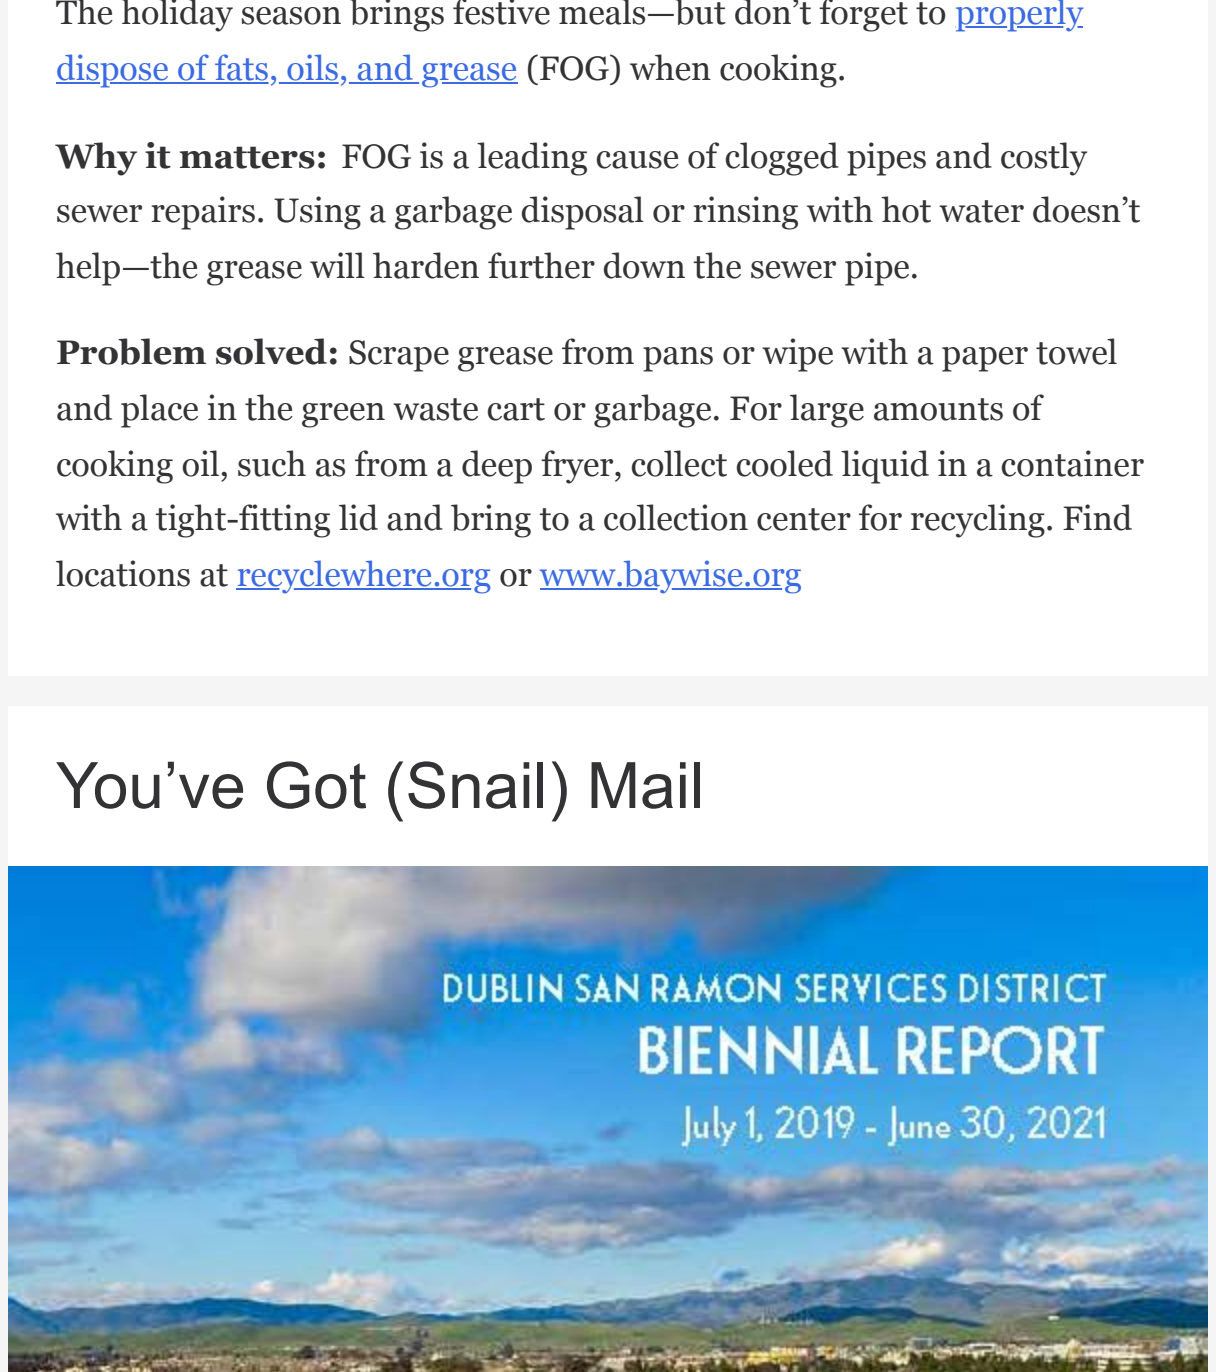 The holiday season brings festive meals—but don’t forget to properly
dispose of fats, oils, and grease (FOG) when cooking.
Why it matters: FOG is a leading cause of clogged pipes and costly
sewer repairs. Using a garbage disposal or rinsing with hot water doesn’t
help—the grease will harden further down the sewer pipe.
Problem solved: Scrape grease from pans or wipe with a paper towel
and place in the green waste cart or garbage. For large amounts of
cooking oil, such as from a deep fryer, collect cooled liquid in a container
with a tight-fitting lid and bring to a collection center for recycling. Find
locations at recyclewhere.org or www.baywise.org
You’ve Got (Snail) Mail
DUBLIN SAN RAMON SERVICES DISTRICT
BIENNIAL REPORT
July 1, 2019 - June 30, 2021